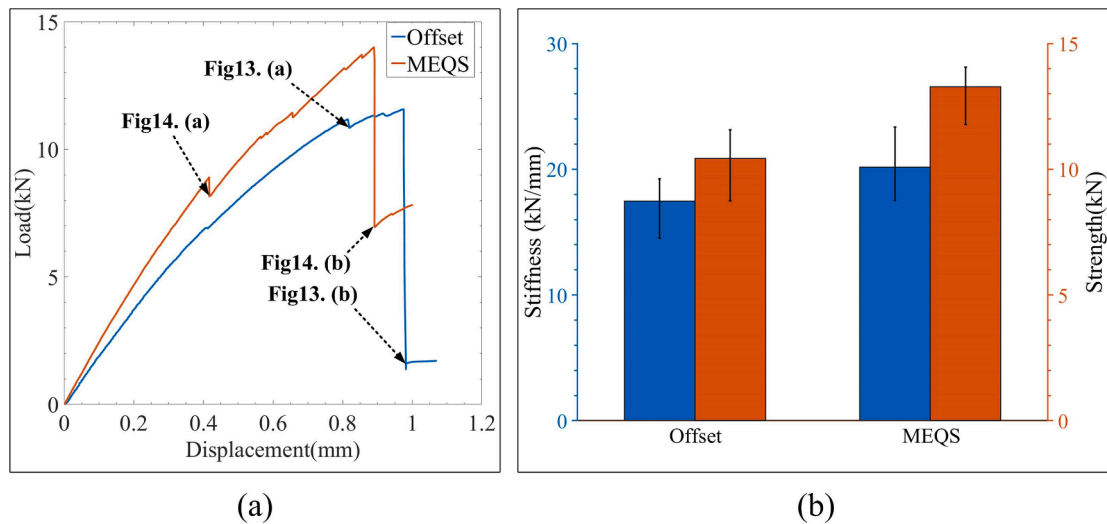 15
10
5
0
Load(kN)
0
0.2
0.4
0.6
0.8
1
1.2
Displacement(mm)
Offset
MEQS
Fig13. (a)
Fig14. (a)
Fig14. (b)
Fig13. (b)
(a)
30
20
10
0
Stiffness (kN/mm)
15
10
5
0
Strength(kN)
Offset
MEQS
(b)